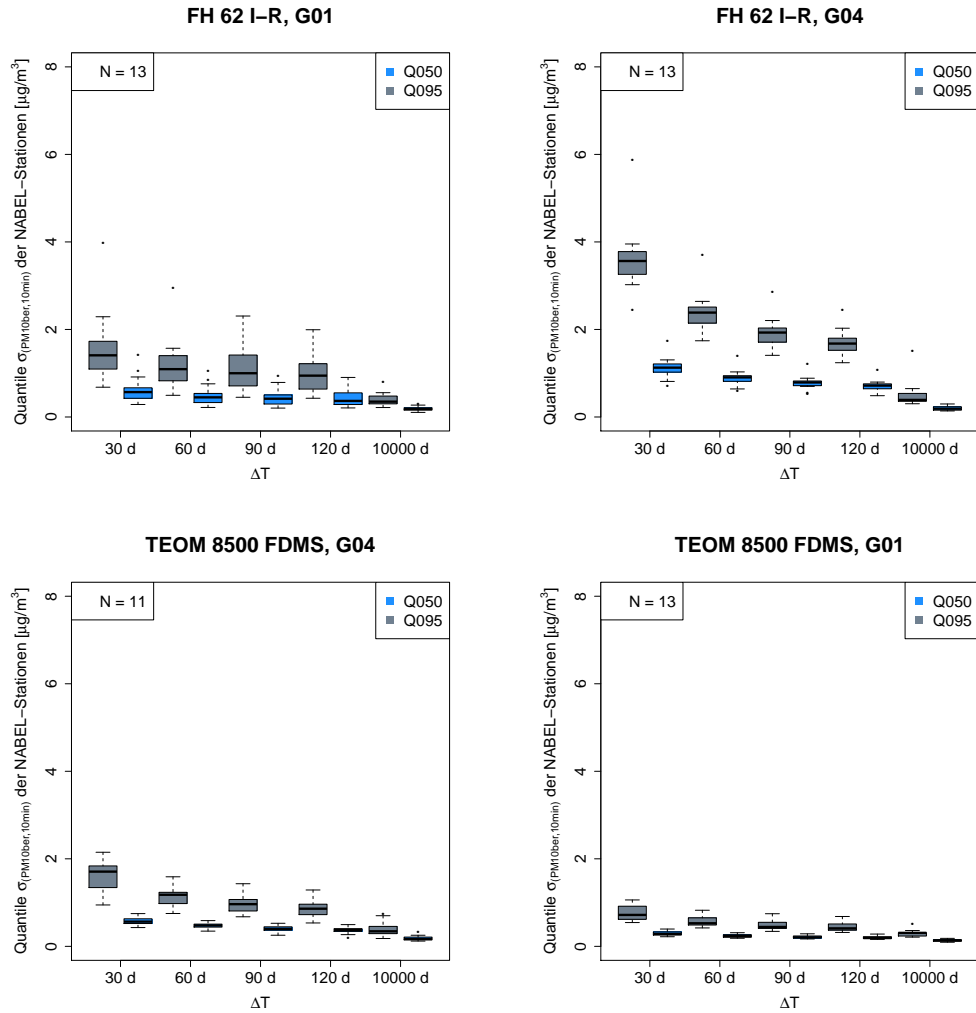 FH 62 I−R, G01
Quantile σ(PM10ber,10min) der NABEL−Stationen [µg/m³]
8
6
4
2
0
N = 13
Q050
Q095
30 d
60 d
90 d
120 d
10000 d
ΔT
FH 62 I−R, G04
Quantile σ(PM10ber,10min) der NABEL−Stationen [µg/m³]
8
6
4
2
0
N = 13
Q050
Q095
30 d
60 d
90 d
120 d
10000 d
ΔT
TEOM 8500 FDMS, G04
Quantile σ(PM10ber,10min) der NABEL−Stationen [µg/m³]
8
6
4
2
0
N = 11
Q050
Q095
30 d
60 d
90 d
120 d
10000 d
ΔT
TEOM 8500 FDMS, G01
Quantile σ(PM10ber,10min) der NABEL−Stationen [µg/m³]
8
6
4
2
0
N = 13
Q050
Q095
30 d
60 d
90 d
120 d
10000 d
ΔT